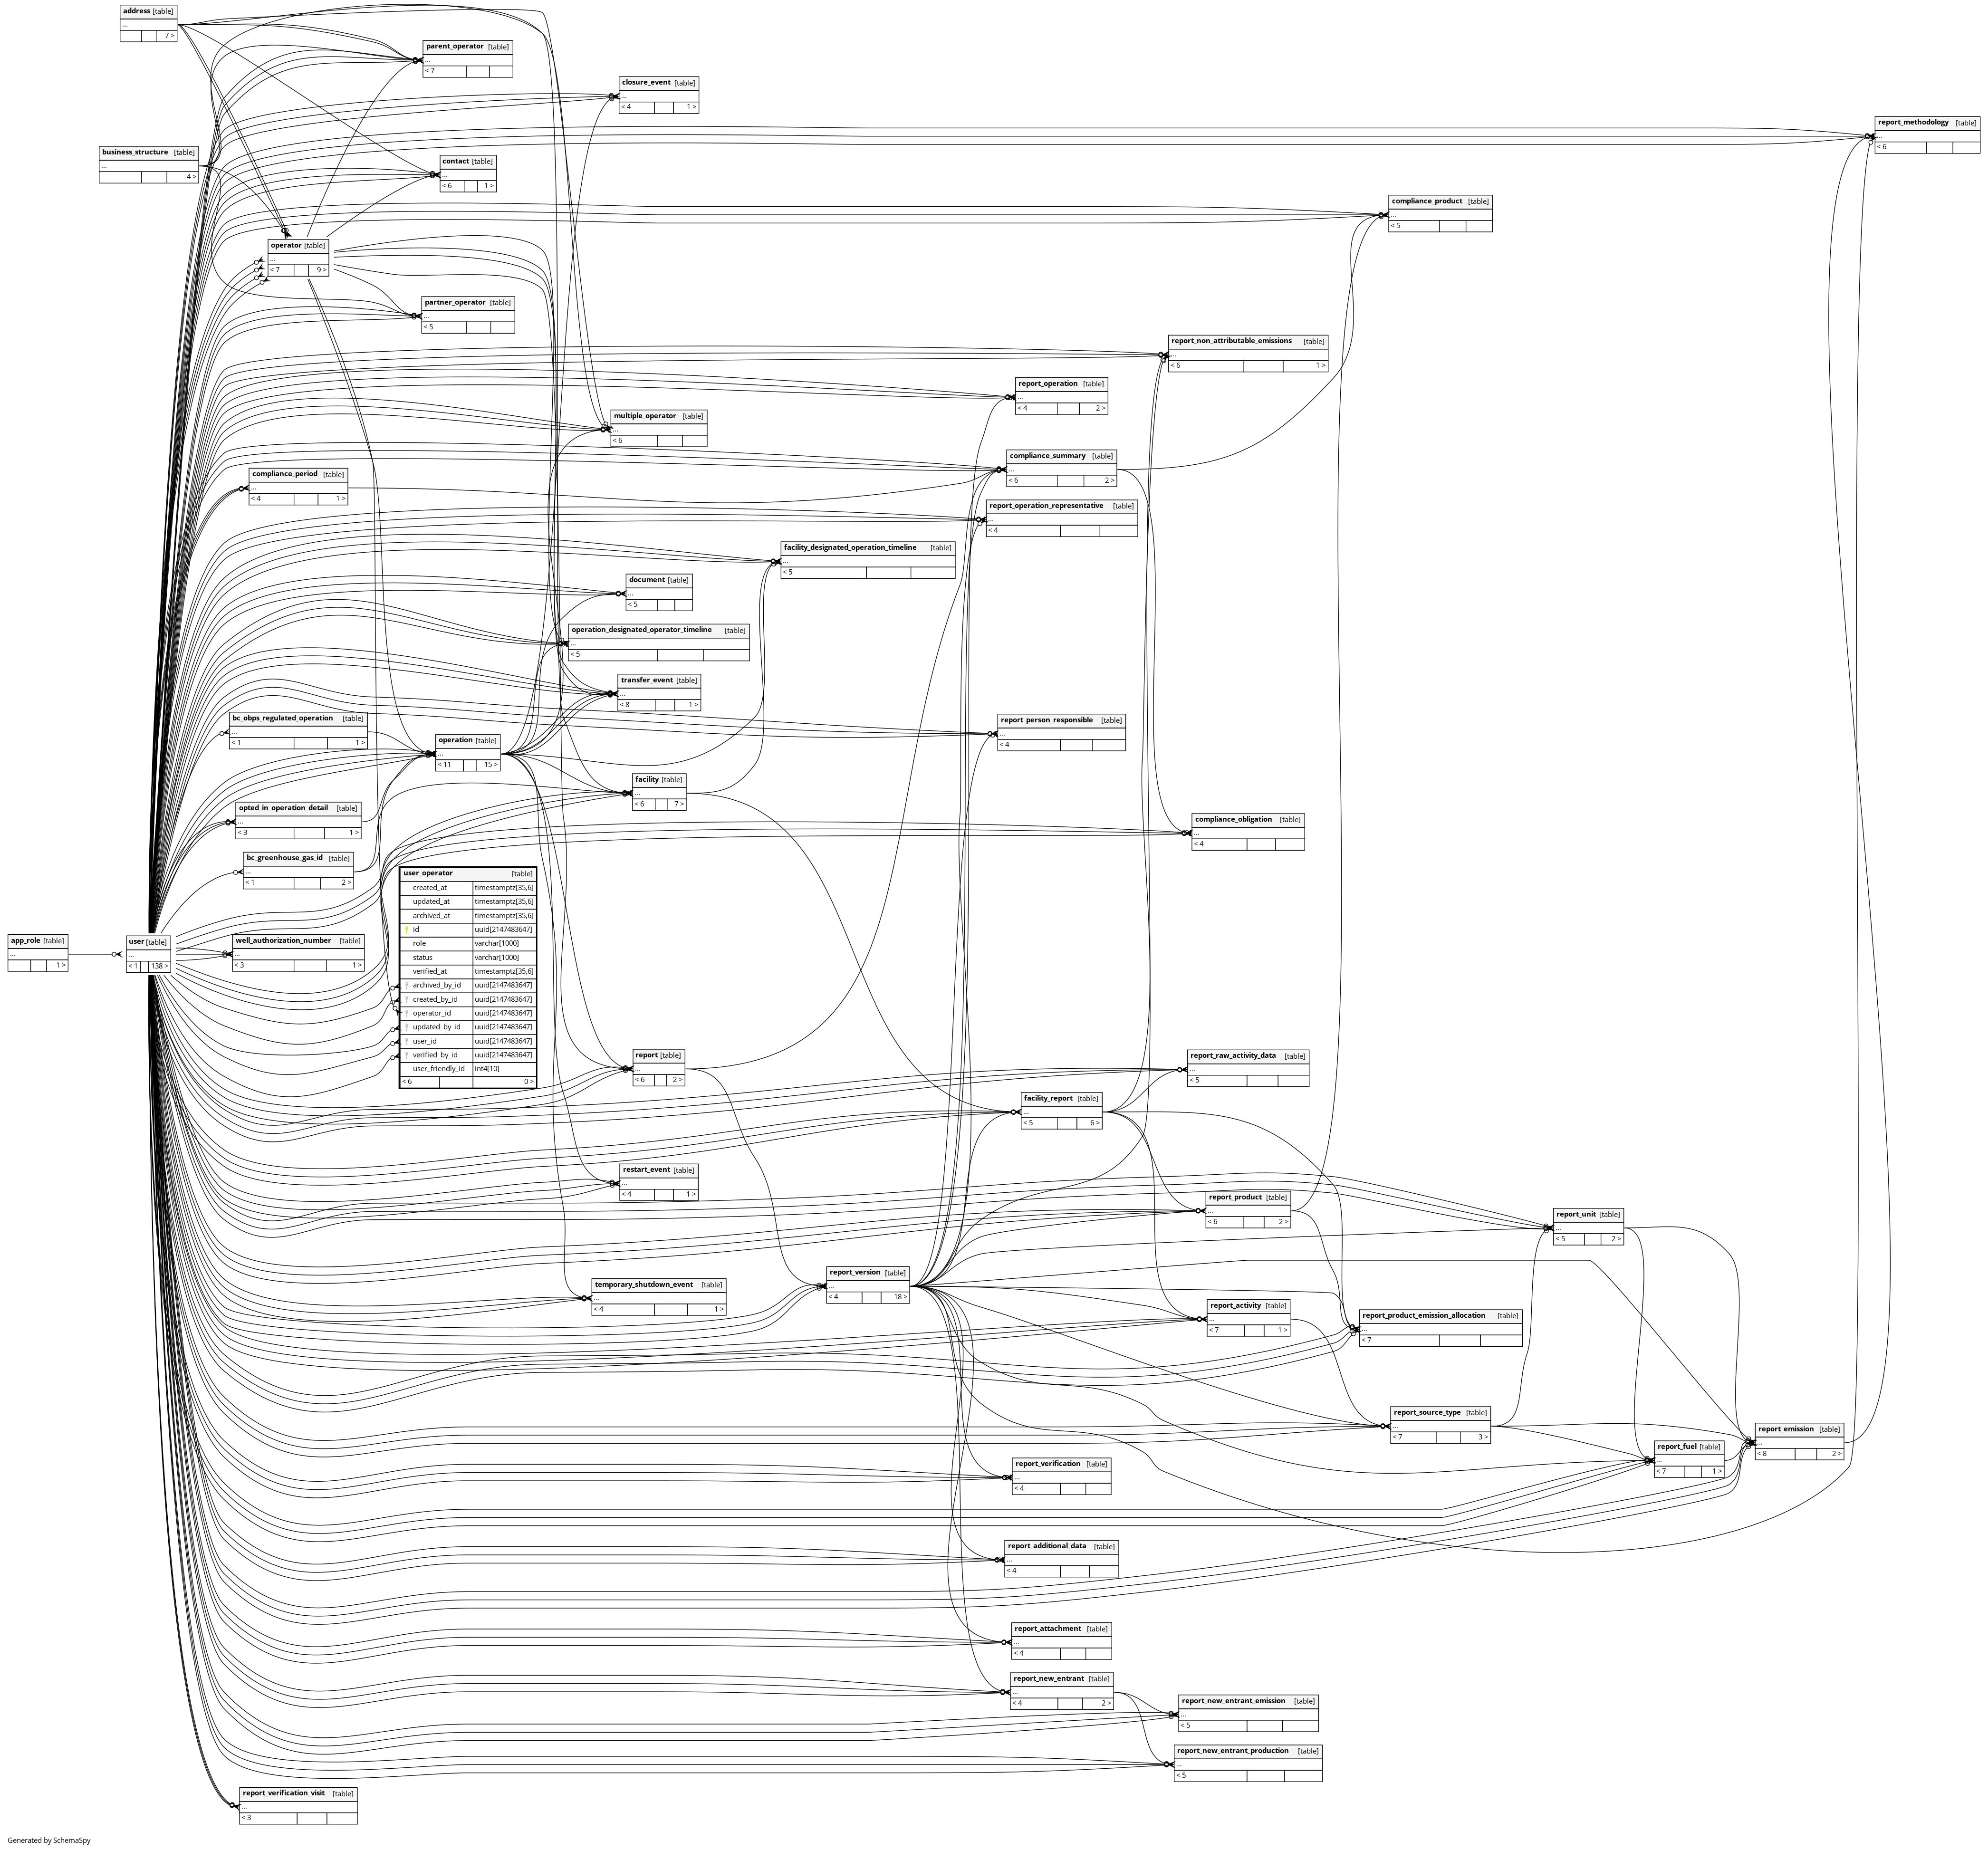 address [table]
...
7 >
parent_operator [table]
...
< 7
closure_event [table]
...
< 4 1 >
report_methodology [table]
...
< 6
business_structure [table]
...
4 >
contact [table]
...
< 6 1 >
compliance_product [table]
...
< 5
operator [table]
...
< 7 9 >
partner_operator [table]
...
< 5
report_non_attributable_emissions [table]
...
< 6 1 >
report_operation [table]
...
< 4 2 >
multiple_operator [table]
...
< 6
compliance_summary [table]
...
< 6 2 >
compliance_period [table]
...
< 4 1 >
report_operation_representative [table]
...
< 4
facility_designated_operation_timeline [table]
...
< 5
document [table]
...
< 5
operation_designated_operator_timeline [table]
...
< 5
transfer_event [table]
...
< 8 1 >
bc_obps_regulated_operation [table]
...
< 1 1 >
report_person_responsible [table]
...
< 4
operation [table]
...
< 11 15 >
facility [table]
...
< 6 7 >
opted_in_operation_detail [table]
...
< 3 1 >
compliance_obligation [table]
...
< 4
bc_greenhouse_gas_id [table]
...
< 1 2 >
user_operator [table]
created_at timestamptz[35,6]
updated_at timestamptz[35,6]
archived_at timestamptz[35,6]
id uuid[2147483647]
role varchar[1000]
status varchar[1000]
verified_at timestamptz[35,6]
archived_by_id uuid[2147483647]
created_by_id uuid[2147483647]
operator_id uuid[2147483647]
updated_by_id uuid[2147483647]
user_id uuid[2147483647]
verified_by_id uuid[2147483647]
user_friendly_id int4[10]
< 6 0 >
app_role [table]
...
1 >
user [table]
...
< 1 138 >
well_authorization_number [table]
...
< 3 1 >
report [table]
...
< 6 2 >
report_raw_activity_data [table]
...
< 5
facility_report [table]
...
< 5 6 >
restart_event [table]
...
< 4 1 >
report_product [table]
...
< 6 2 >
report_unit [table]
...
< 5 2 >
report_version [table]
...
< 4 18 >
temporary_shutdown_event [table]
...
< 4 1 >
report_activity [table]
...
< 7 1 >
report_product_emission_allocation [table]
...
< 7
report_source_type [table]
...
< 7 3 >
report_emission [table]
...
< 8 2 >
report_fuel [table]
...
< 7 1 >
report_verification [table]
...
< 4
report_additional_data [table]
...
< 4
report_attachment [table]
...
< 4
report_new_entrant [table]
...
< 4 2 >
report_new_entrant_emission [table]
...
< 5
report_new_entrant_production [table]
...
< 5
report_verification_visit [table]
...
< 3
Generated by SchemaSpy